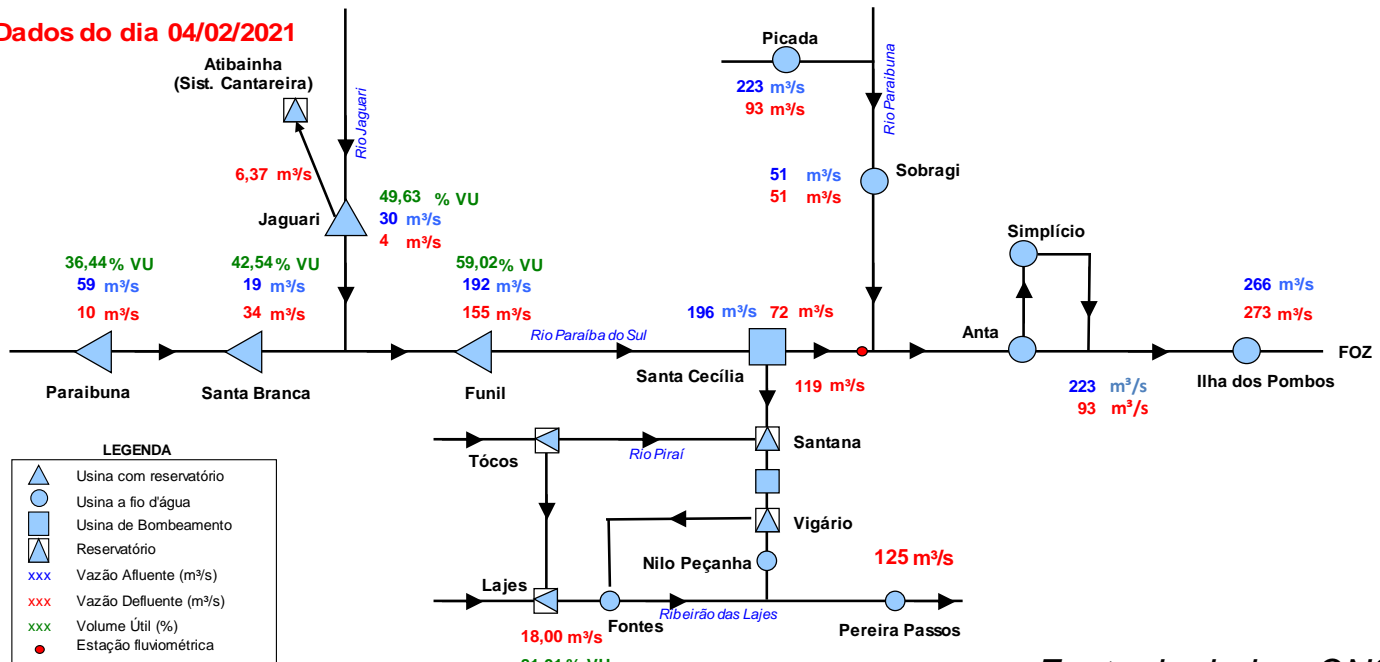 Dados do dia 04/02/2021
Atibainha
(Sist. Cantareira)
Rio Jaguari
6,37 m³/s
Jaguari
49,63 % VU
30 m³/s
4 m³/s
Picada
223 m³/s
93 m³/s
Rio Paraibuna
51 m³/s
51 m³/s
Sobragi
36,44 % VU
59 m³/s
10 m³/s
Paraibuna
42,54 % VU
19 m³/s
34 m³/s
Santa Branca
59,02 % VU
192 m³/s
155 m³/s
Funil
Rio Paraíba do Sul
196 m³/s 72 m³/s
Santa Cecília
119 m³/s
Simplício
Anta
223 m³/s
93 m³/s
266 m³/s
273 m³/s
Ilha dos Pombos
FOZ
Tócos
Rio Piraí
Santana
Vigário
Nilo Peçanha
125 m³/s
Lajes
Fontes
Ribeirão das Lajes
Pereira Passos
18,00 m³/s
LEGENDA
Usina com reservatório
Usina a fio d'água
Usina de Bombeamento
Reservatório
xxx Vazão Afluente (m³/s)
xxx Vazão Defluente (m³/s)
xxx Volume Útil (%)
Estação fluviométrica